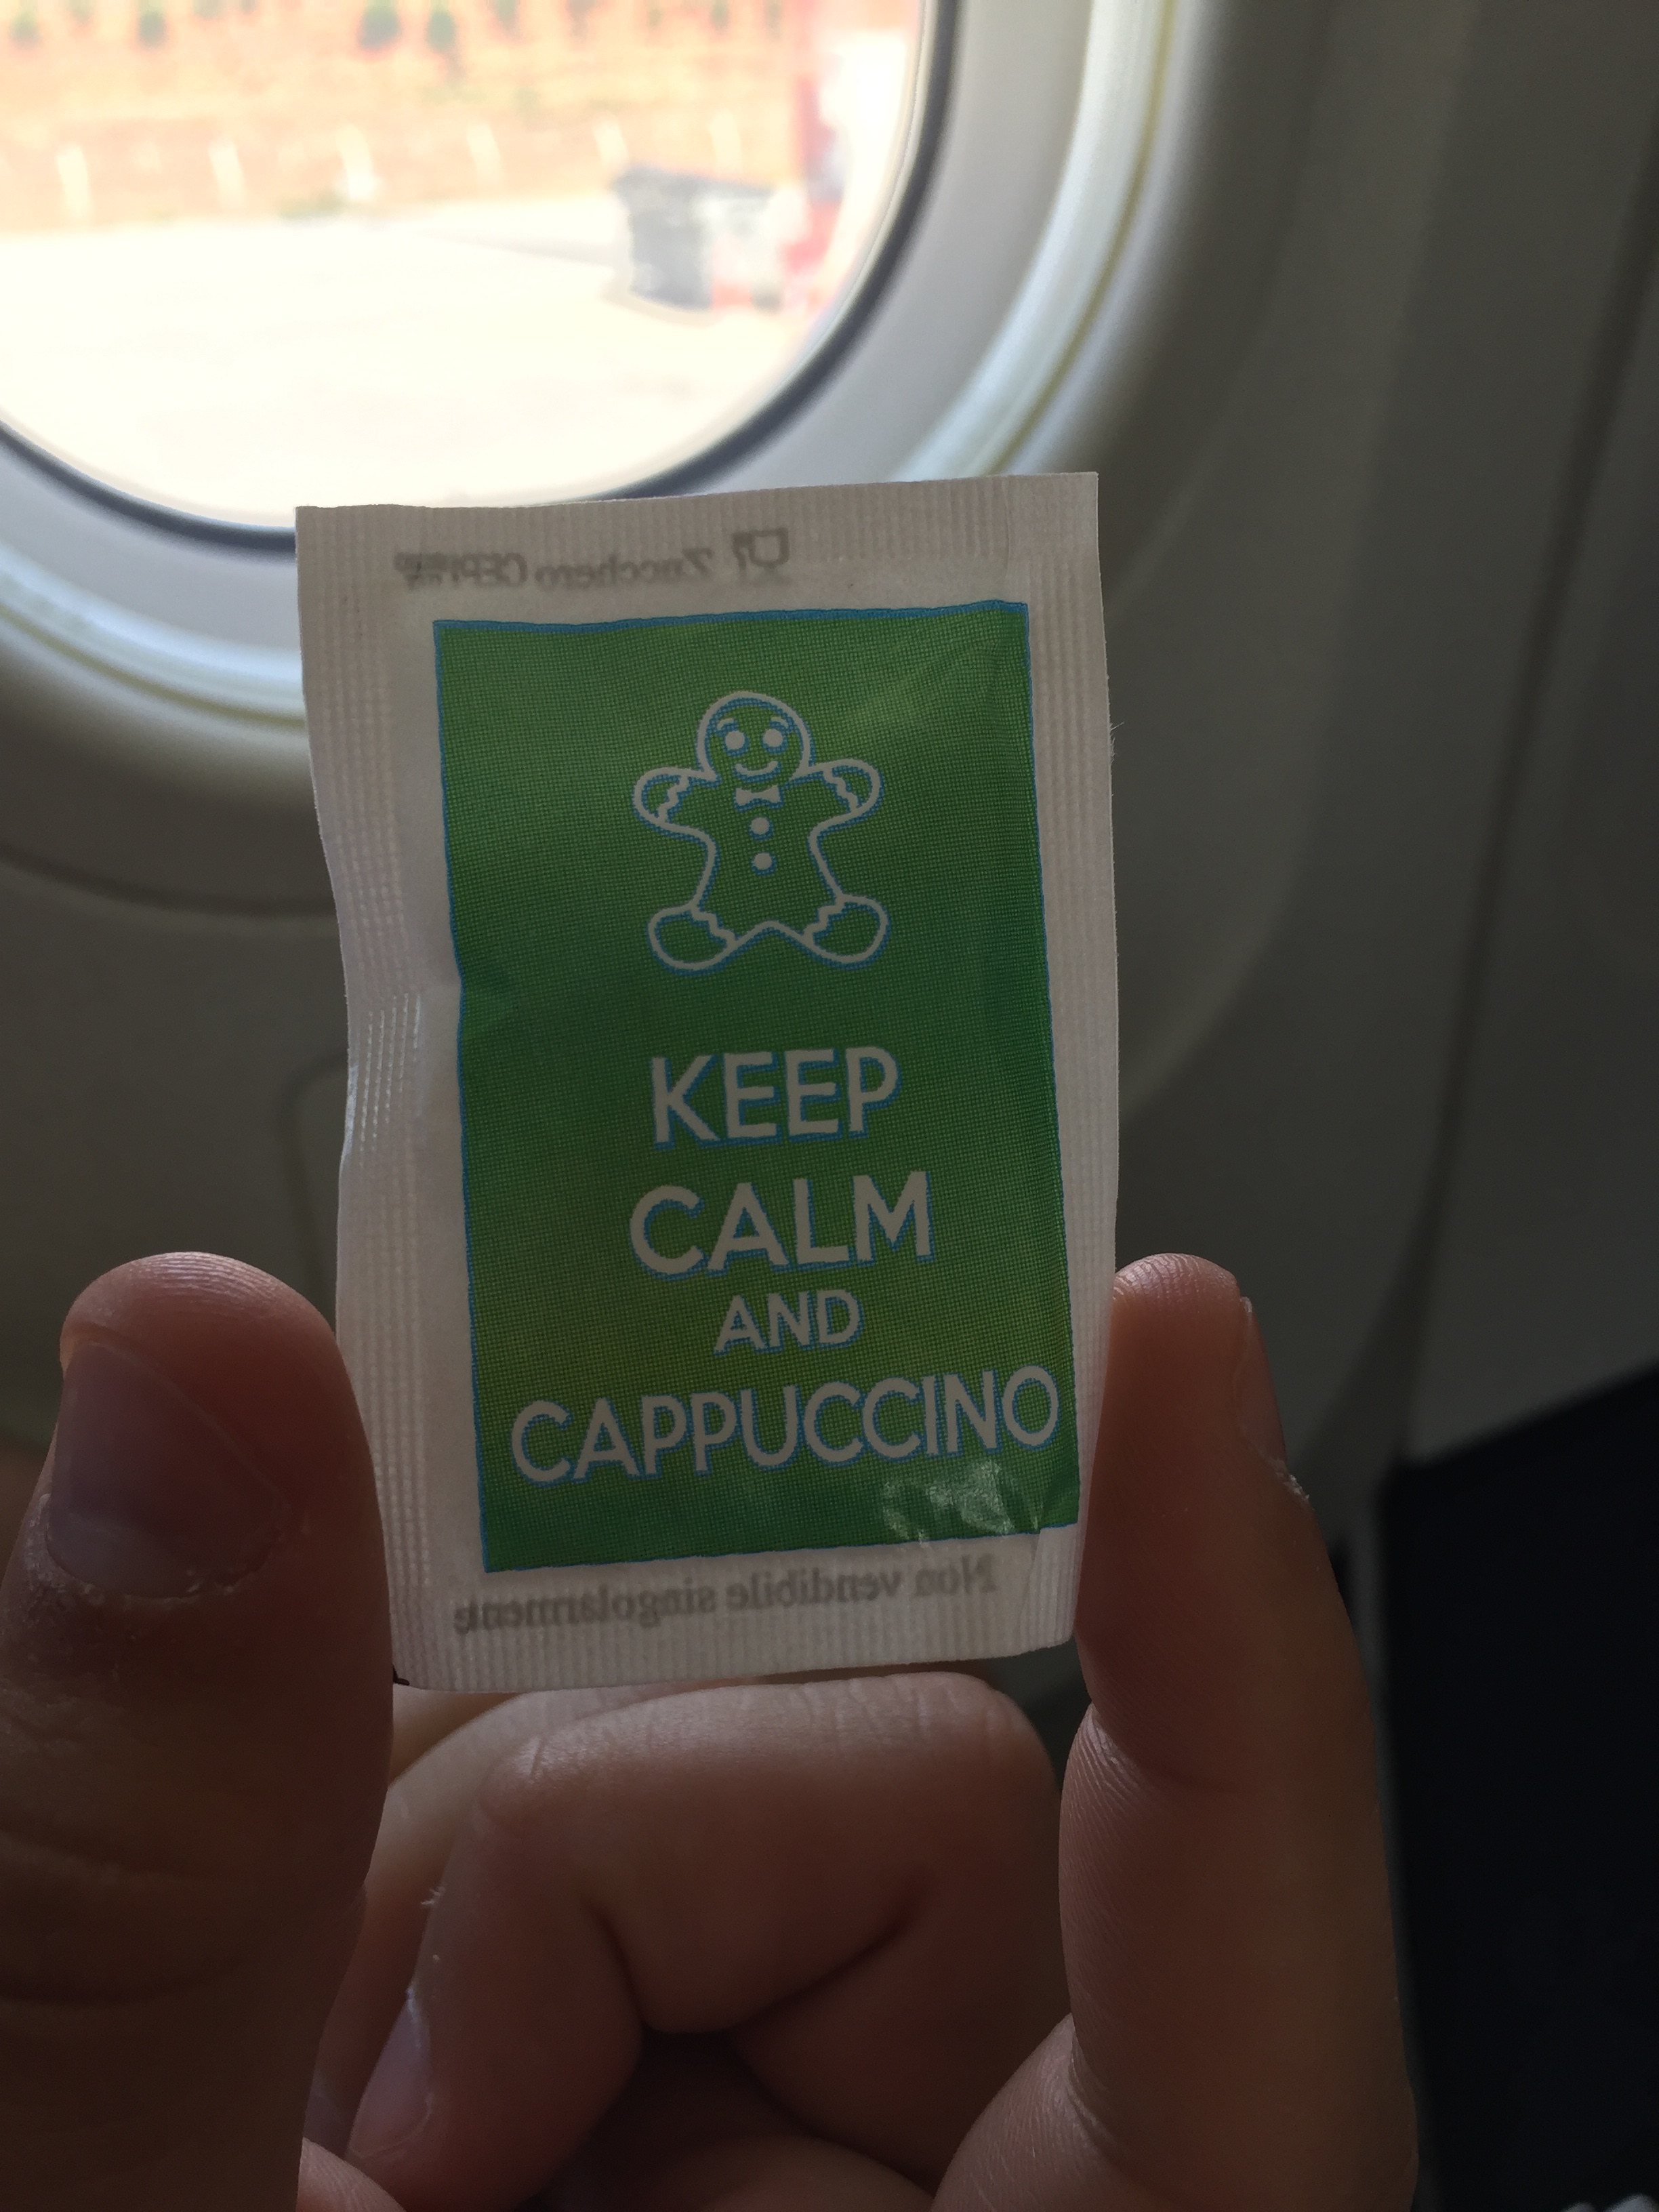 Zucchero
KEEP
CALM
AND
CAPPUCCINO
Non vendibile singolarmente